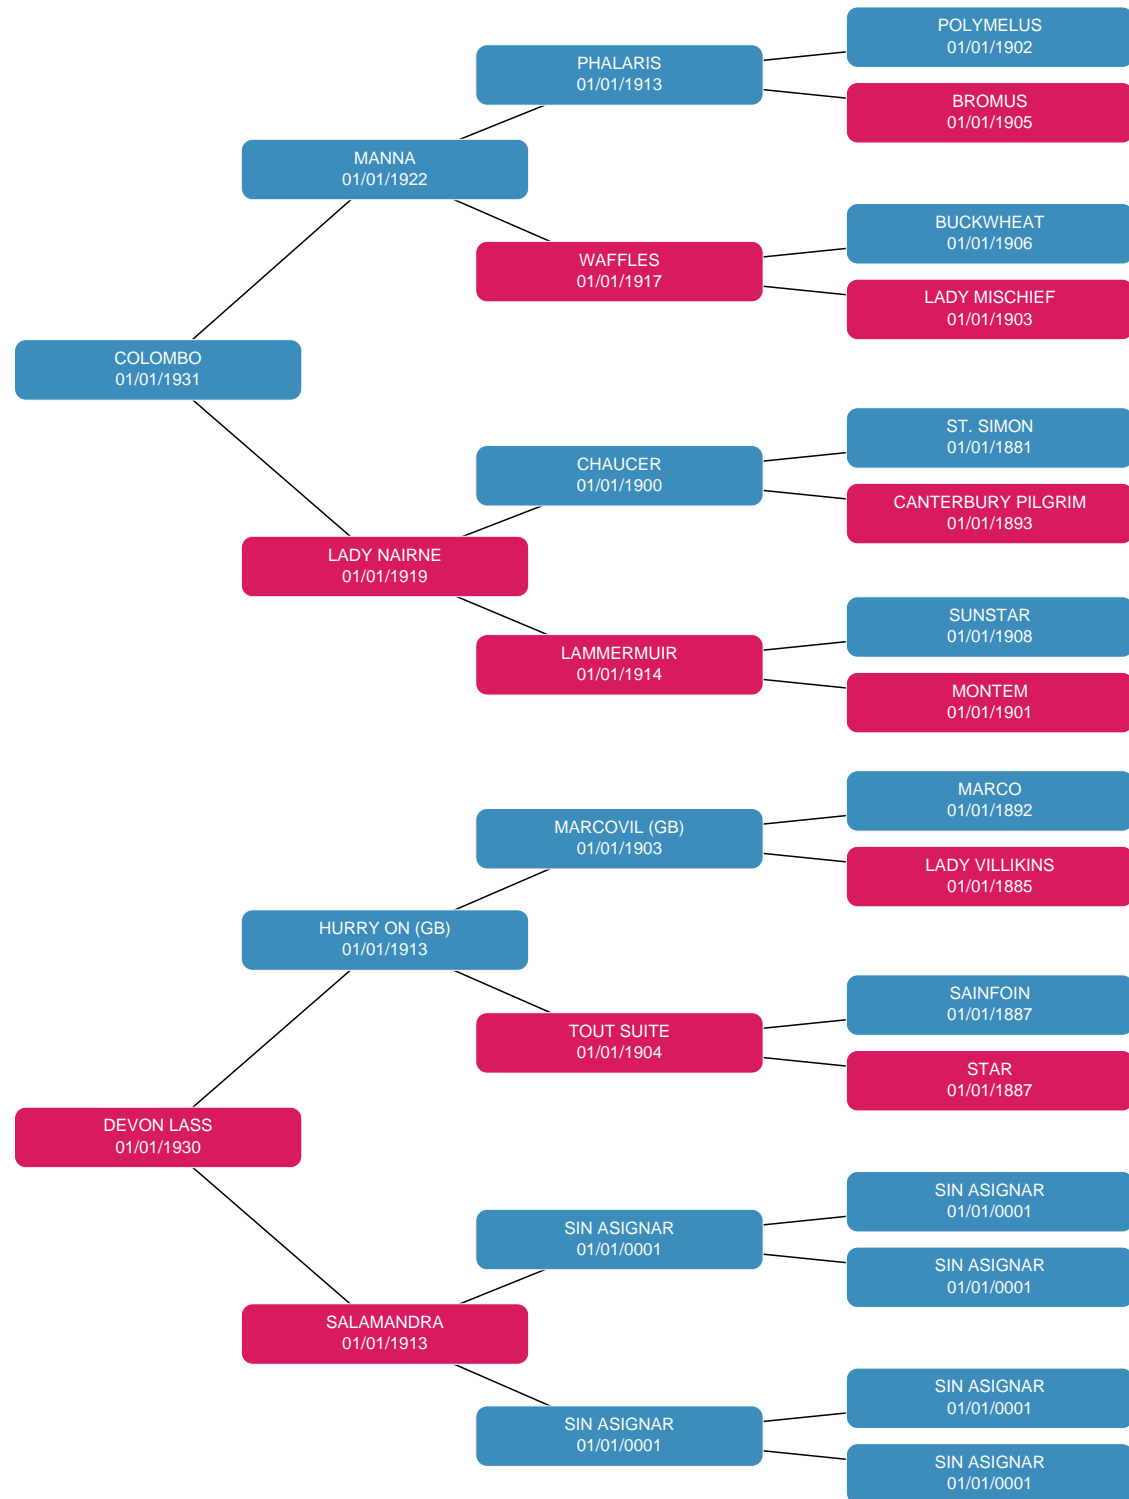 POLYMELUS
01/01/1902
PHALARIS
01/01/1913
BROMUS
01/01/1905
MANNA
01/01/1922
BUCKWHEAT
01/01/1906
WAFFLES
01/01/1917
LADY MISCHIEF
01/01/1903
COLOMBO
01/01/1931
ST. SIMON
01/01/1881
CHAUCER
01/01/1900
CANTERBURY PILGRIM
01/01/1893
LADY NAIRNE
01/01/1919
SUNSTAR
01/01/1908
LAMMERMUIR
01/01/1914
MONTEM
01/01/1901
MARCO
01/01/1892
MARCOVIL (GB)
01/01/1903
LADY VILLIKINS
01/01/1885
HURRY ON (GB)
01/01/1913
SAINFOIN
01/01/1887
TOUT SUITE
01/01/1904
STAR
01/01/1887
DEVON LASS
01/01/1930
SIN ASIGNAR
01/01/0001
SIN ASIGNAR
01/01/0001
SIN ASIGNAR
01/01/0001
SALAMANDRA
01/01/1913
SIN ASIGNAR
01/01/0001
SIN ASIGNAR
01/01/0001
SIN ASIGNAR
01/01/0001